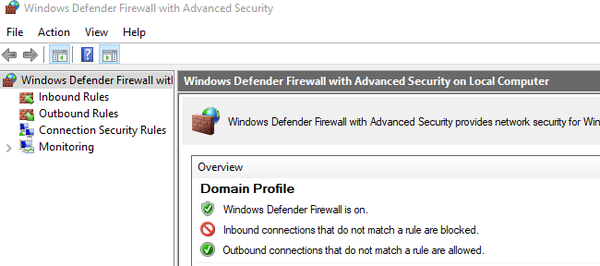 Windows Defender Firewall with Advanced Security
File Action View Help
Windows Defender Firewall wit
Inbound Rules
Outbound Rules
Connection Security Rules
Monitoring
Windows Defender Firewall with Advanced Security on Local Computer
Windows Defender Firewall with Advanced Security provides network security for Win
Overview
Domain Profile
Windows Defender Firewall is on.
Inbound connections that do not match a rule are blocked.
Outbound connections that do not match a rule are allowed.